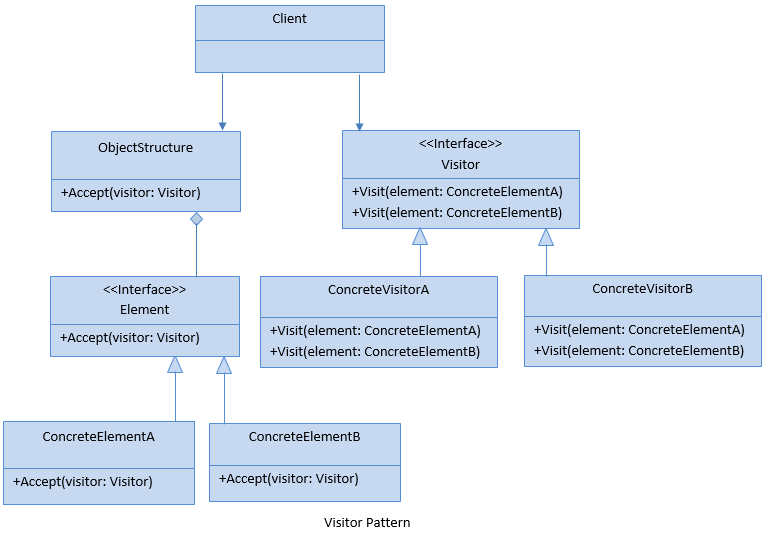 Client
ObjectStructure
+Accept(visitor: Visitor)
<<Interface>>
Visitor
+Visit(element: ConcreteElementA)
+Visit(element: ConcreteElementB)
<<Interface>>
Element
+Accept(visitor: Visitor)
ConcreteVisitorA
+Visit(element: ConcreteElementA)
+Visit(element: ConcreteElementB)
ConcreteVisitorB
+Visit(element: ConcreteElementA)
+Visit(element: ConcreteElementB)
ConcreteElementA
+Accept(visitor: Visitor)
ConcreteElementB
+Accept(visitor: Visitor)
Visitor Pattern